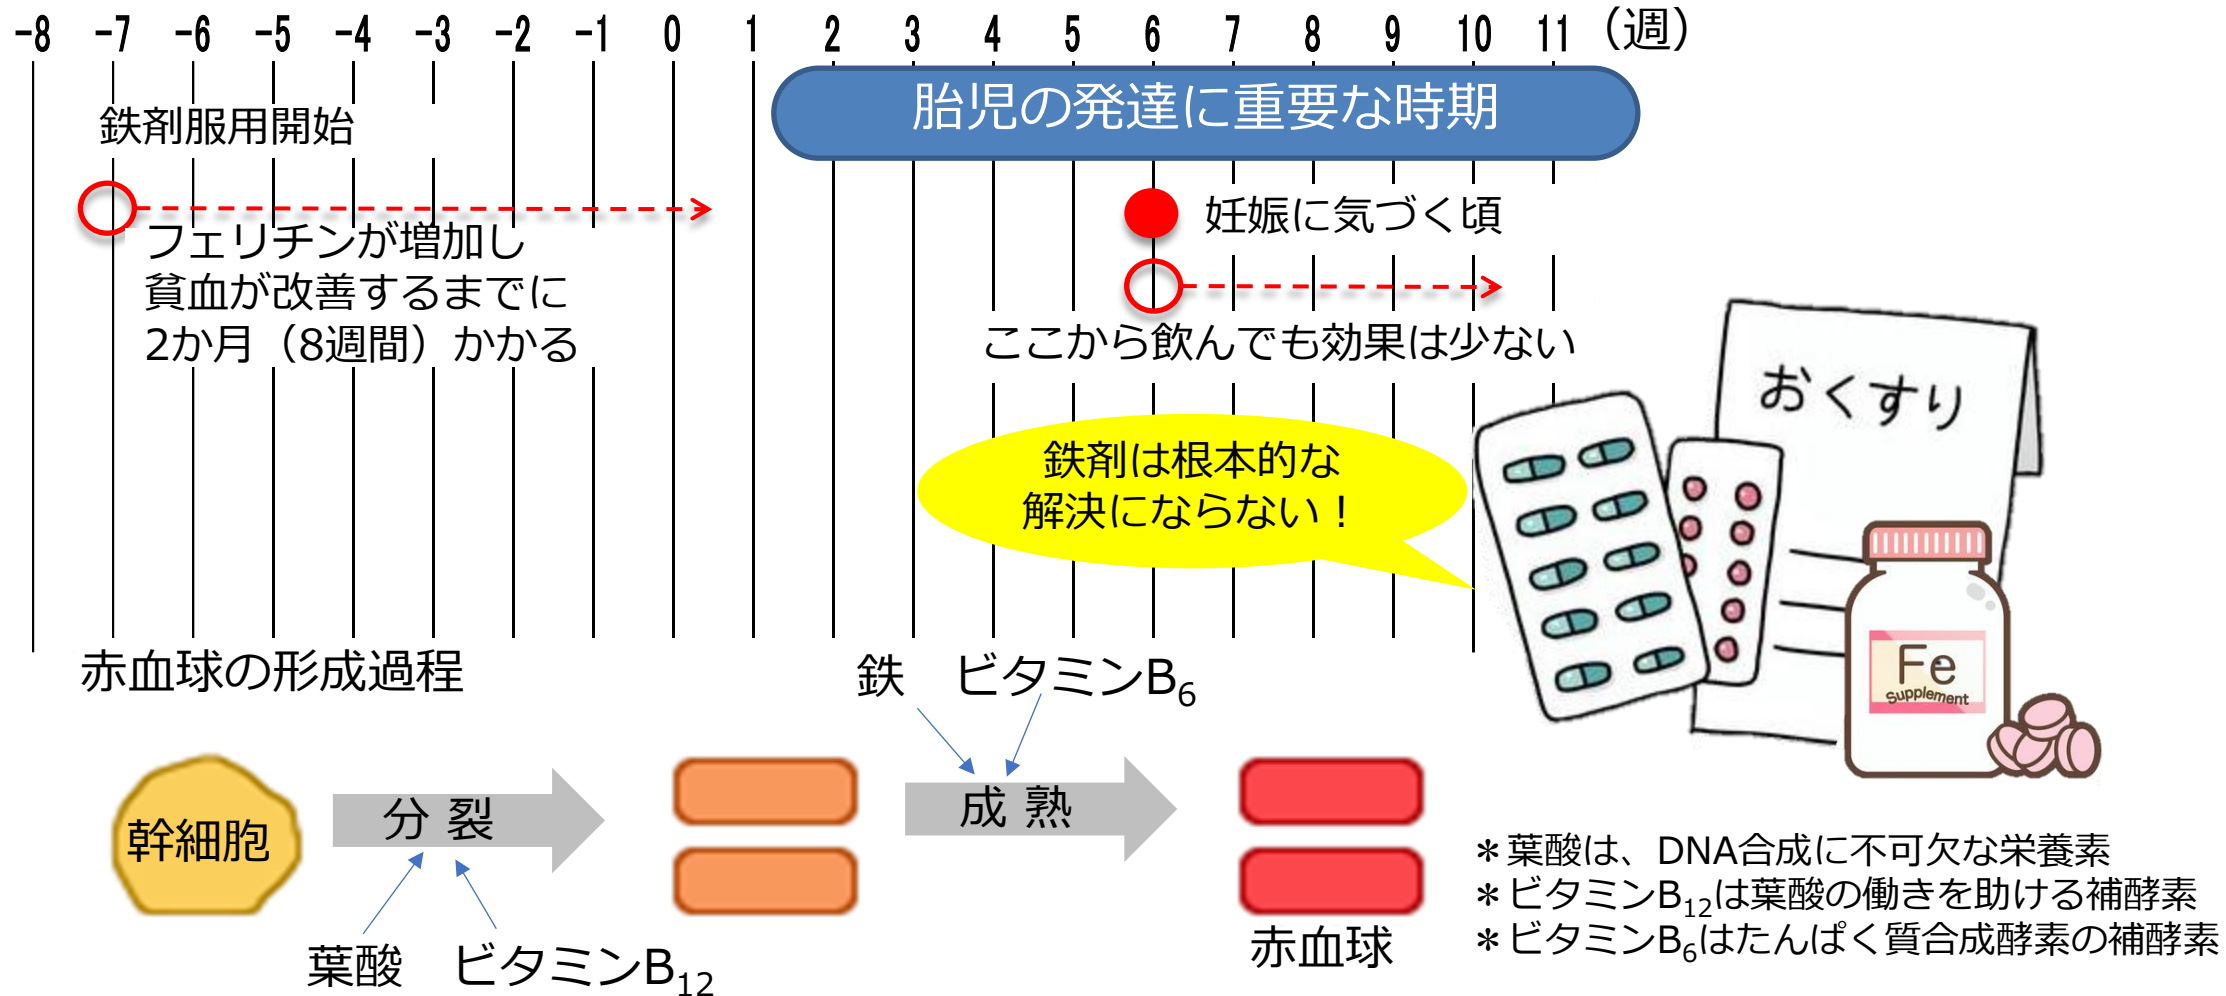 -8 -7 -6 -5 -4 -3 -2 -1 0 1 2 3 4 5 6 7 8 9 10 11 （週）
胎児の発達に重要な時期
鉄剤服用開始
妊娠に気づく頃
フェリチンが増加し
貧血が改善するまでに
2か月（8週間）かかる
ここから飲んでも効果は少ない
おくすり
鉄剤は根本的な
解決にならない！
Fe
Supplement
赤血球の形成過程
鉄 ビタミンB6
幹細胞
分 裂
成 熟
葉酸 ビタミンB12
赤血球
＊葉酸は、DNA合成に不可欠な栄養素
＊ビタミンB12は葉酸の働きを助ける補酵素
＊ビタミンB6はたんぱく質合成酵素の補酵素